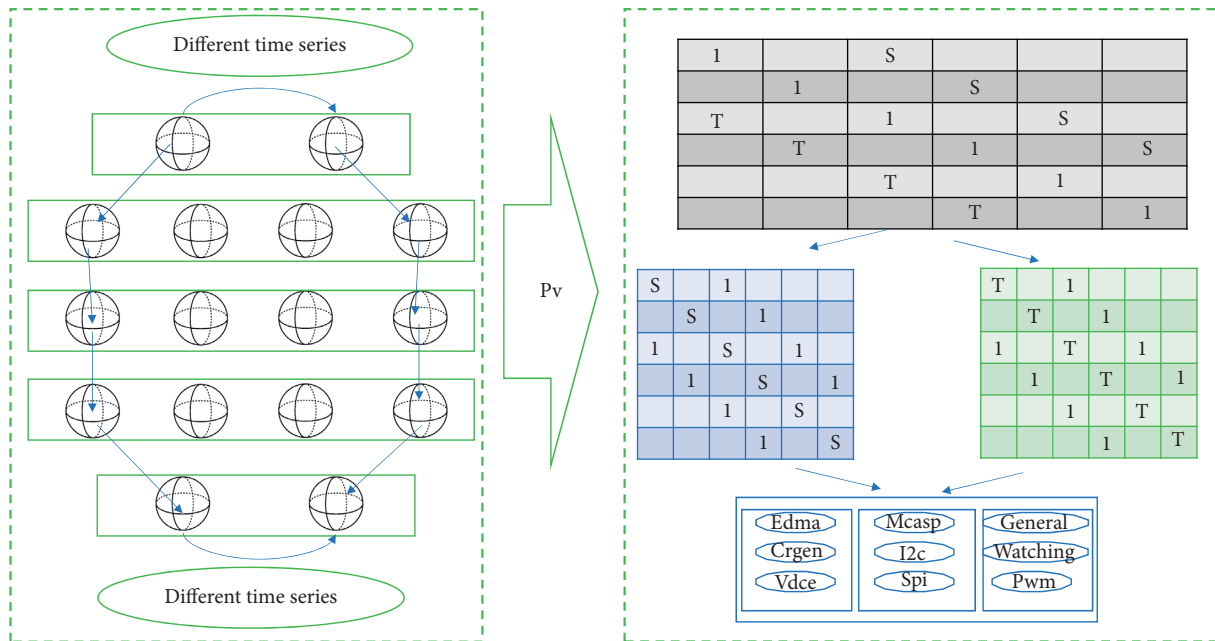 Different time series
Different time series
Pv
1 S
1 S
T 1 S
T 1 S
T 1
T 1
S 1
S 1
1 S 1
1 S 1
1 S
1 S
T 1
T 1
1 T 1
1 T 1
1 T
1 T
Edma
Crgen
Vdce
Mcasp
I2c
Spi
General
Watching
Pwm